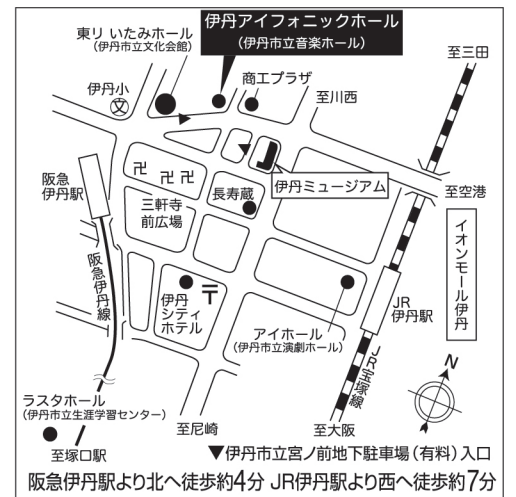 東リ いたみホール
（伊丹市立文化会館）
伊丹アイフォニックホール
（伊丹市立音楽ホール）
至三田
伊丹小
文
商工プラザ
至川西
阪急
伊丹駅
卍 卍 卍
三軒寺
前広場
長寿蔵
伊丹ミュージアム
至空港
イオンモール伊丹
阪急伊丹線
伊丹
シティ
ホテル
〒
アイホール
（伊丹市立演劇ホール）
JR
伊丹駅
JR宝塚線
N
ラスタホール
（伊丹市立生涯学習センター）
至塚口駅
至尼崎
至大阪
▼伊丹市立宮ノ前地下駐車場（有料）入口
阪急伊丹駅より北へ徒歩約4分 JR伊丹駅より西へ徒歩約7分